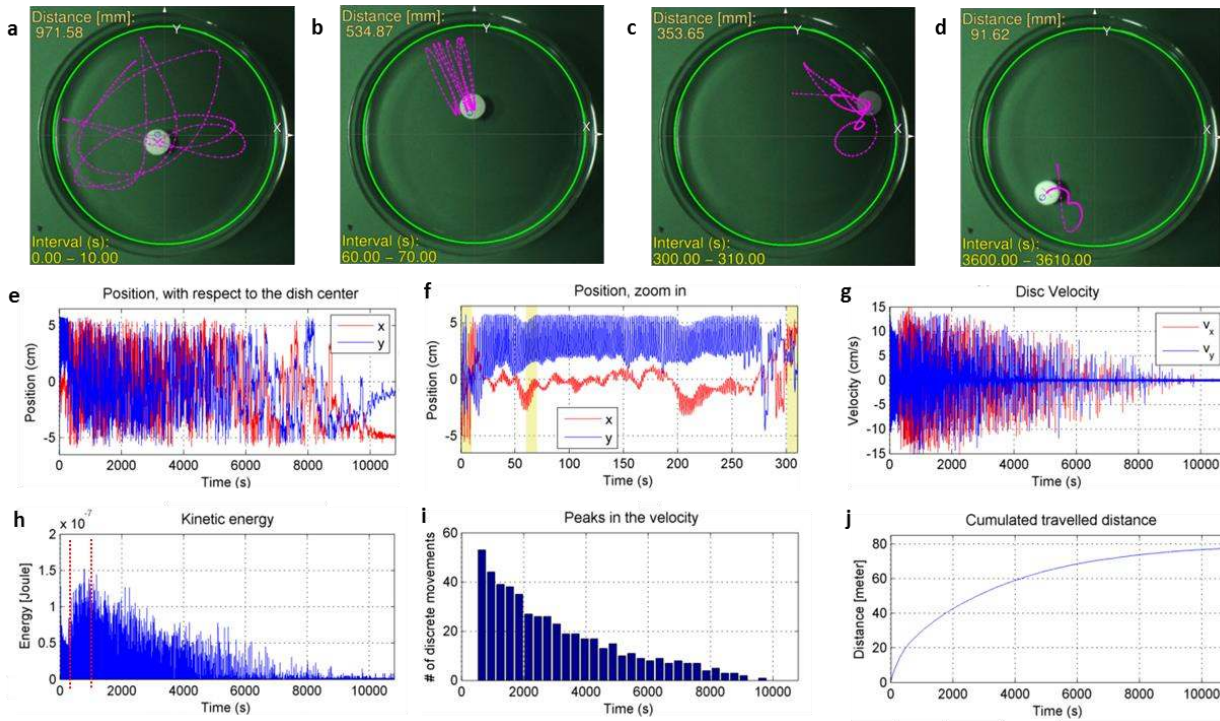 a
Distance [mm]:
971.58
Y
X
Interval (s):
0.00 – 10.00
b
Distance [mm]:
534.87
Y
X
Interval (s):
60.00 – 70.00
c
Distance [mm]:
353.65
Y
X
Interval (s):
300.00 – 310.00
d
Distance [mm]:
91.62
Y
X
Interval (s):
3600.00 – 3610.00
e
Position, with respect to the dish center
Position (cm)
5
0
-5
x
y
0 2000 4000 6000 8000 10000
Time (s)
f
Position, zoom in
Position (cm)
5
0
-5
x
y
0 50 100 150 200 250 300
Time (s)
g
Disc Velocity
Velocity (cm/s)
15
10
5
0
-5
-10
-15
vx
vy
0 2000 4000 6000 8000 10000
Time (s)
h
x 10-7
Kinetic energy
Energy [Joule]
2
1.5
1
0.5
0
0 2000 4000 6000 8000 10000
Time (s)
i
Peaks in the velocity
# of discrete movements
60
40
20
0
0 2000 4000 6000 8000 10000
Time (s)
j
Cumulated travelled distance
Distance [meter]
80
60
40
20
0
0 2000 4000 6000 8000 10000
Time (s)